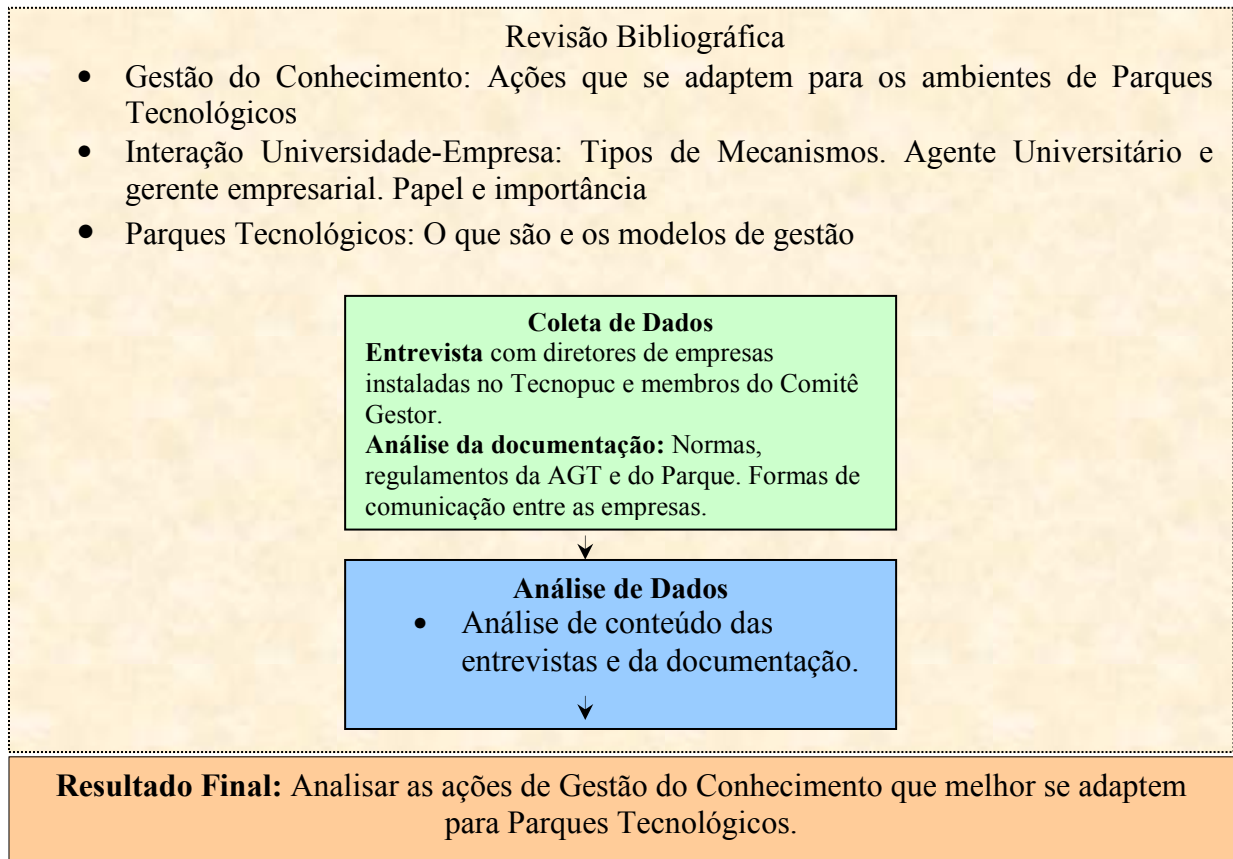 Revisão Bibliográfica
• Gestão do Conhecimento: Ações que se adaptem para os ambientes de Parques
Tecnológicos
• Interação Universidade-Empresa: Tipos de Mecanismos. Agente Universitário e
gerente empresarial. Papel e importância
• Parques Tecnológicos: O que são e os modelos de gestão
Coleta de Dados
Entrevista com diretores de empresas
instaladas no Tecnopuc e membros do Comitê
Gestor.
Análise da documentação: Normas,
regulamentos da AGT e do Parque. Formas de
comunicação entre as empresas.
Análise de Dados
• Análise de conteúdo das
entrevistas e da documentação.
Resultado Final: Analisar as ações de Gestão do Conhecimento que melhor se adaptem
para Parques Tecnológicos.